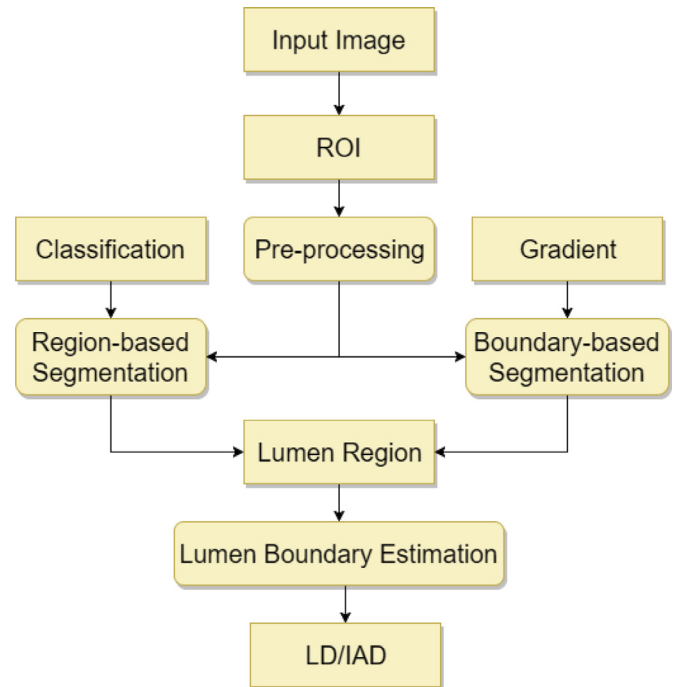 Input Image
ROI
Classification
Pre-processing
Gradient
Region-based
Segmentation
Boundary-based
Segmentation
Lumen Region
Lumen Boundary Estimation
LD/IAD